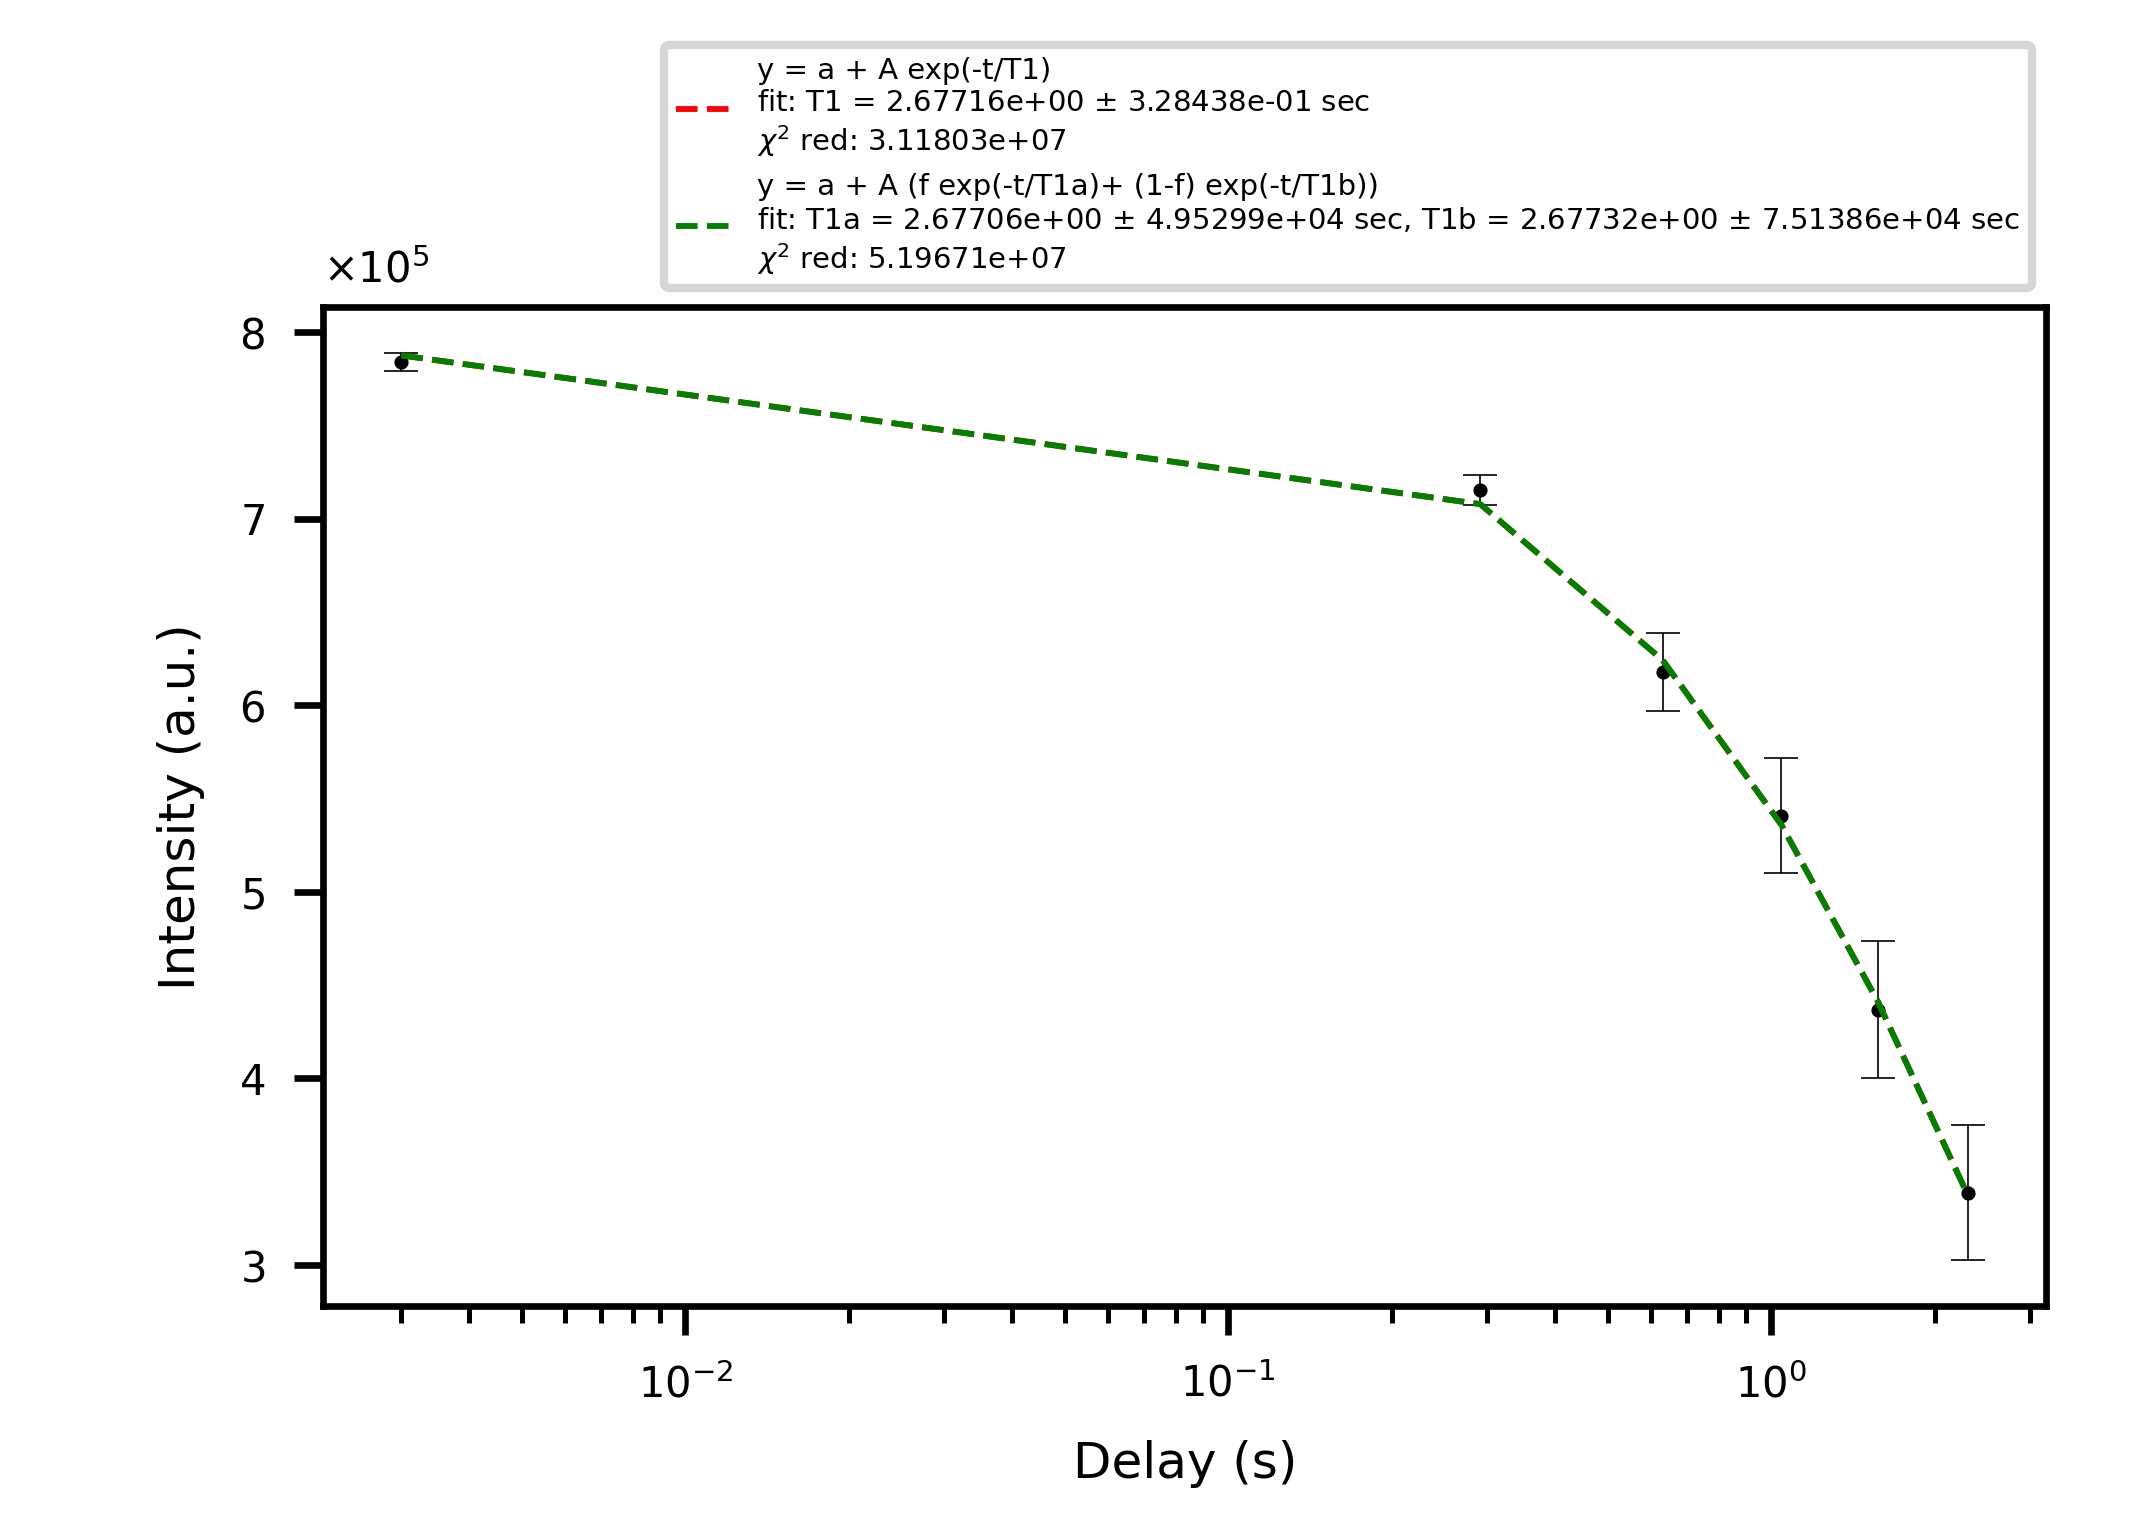 y = a + A exp(-t/T1)
fit: T1 = 2.67716e+00 ± 3.28438e-01 sec
χ² red: 3.11803e+07
y = a + A (f exp(-t/T1a)+ (1-f) exp(-t/T1b))
fit: T1a = 2.67706e+00 ± 4.95299e+04 sec, T1b = 2.67732e+00 ± 7.51386e+04 sec
χ² red: 5.19671e+07
×10⁵
8
7
6
5
4
3
Intensity (a.u.)
10⁻² 10⁻¹ 10⁰
Delay (s)